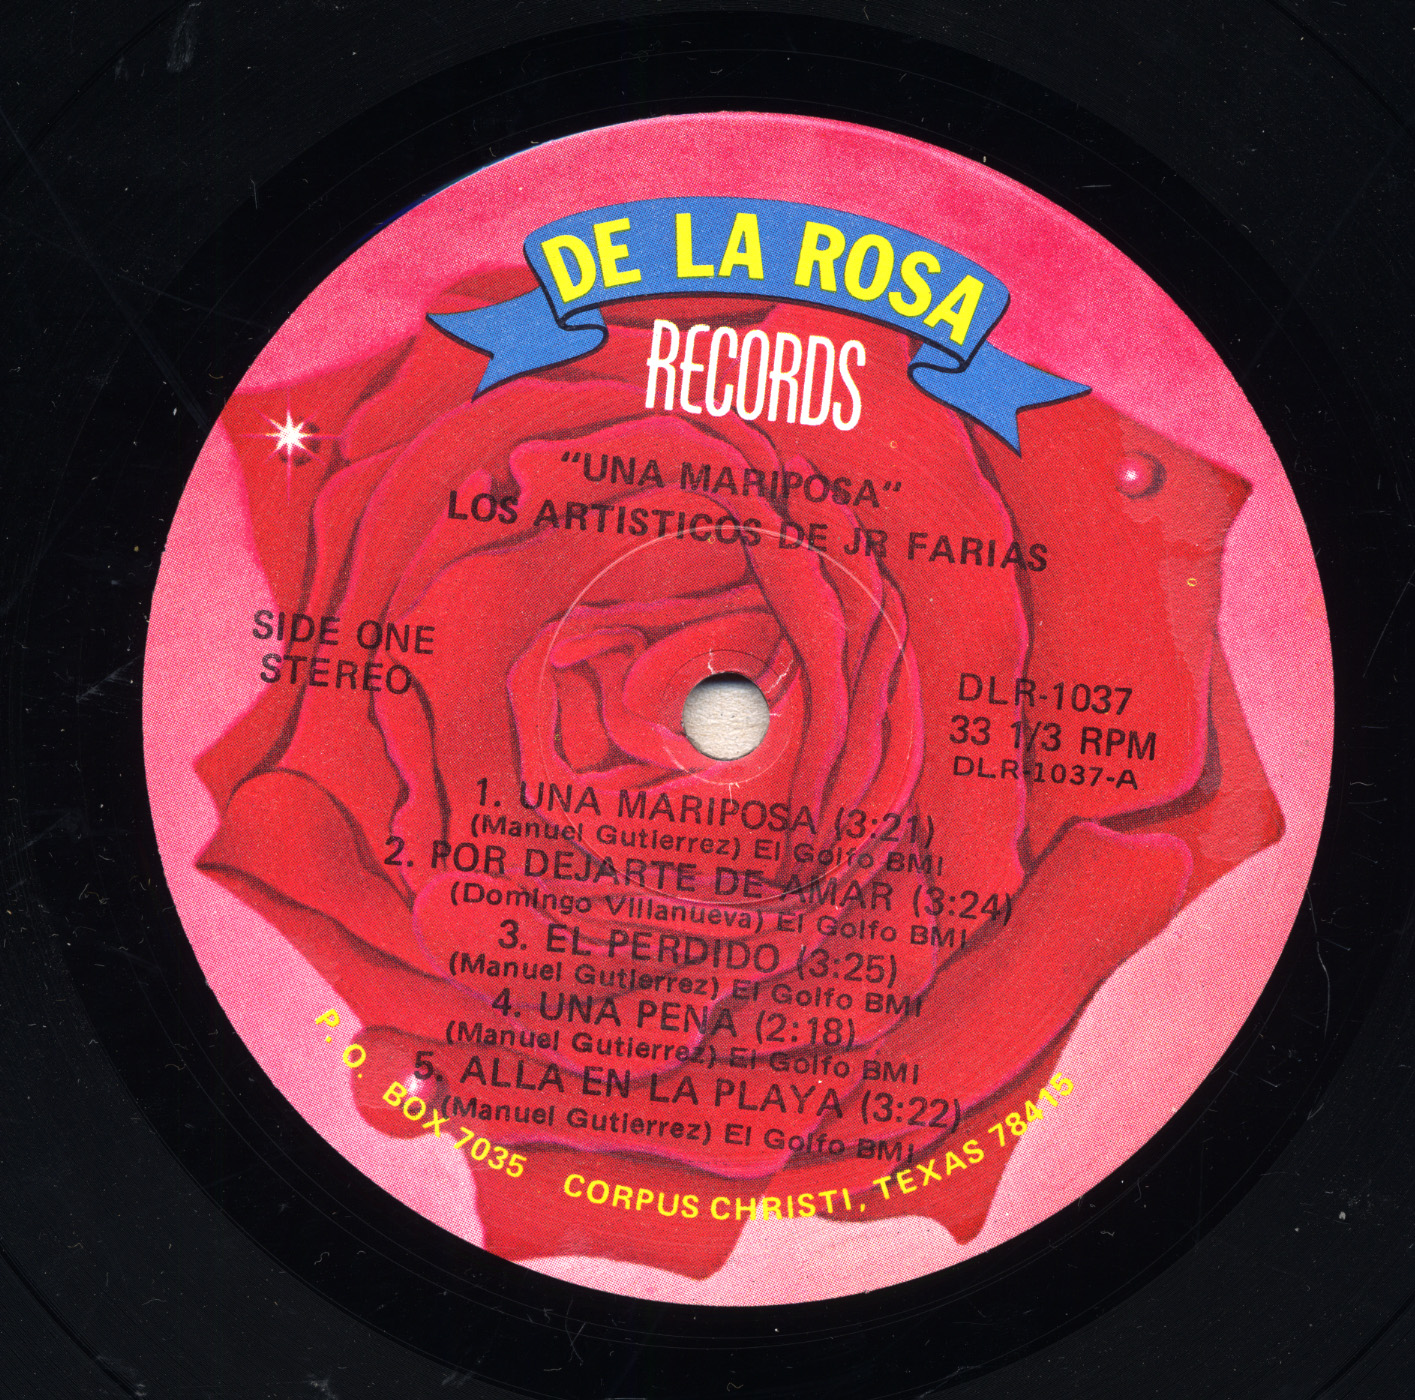 DE LA ROSA
RECORDS
"UNA MARIPOSA"
LOS ARTISTICOS DE JR FARIAS
SIDE ONE
STEREO
DLR-1037
33 1/3 RPM
DLR-1037-A
1. UNA MARIPOSA (3:21)
(Manuel Gutierrez) El Golfo BMI
2. POR DEJARTE DE AMAR (3:24)
(Domingo Villanueva) El Golfo BMI
3. EL PERDIDO (3:25)
(Manuel Gutierrez) El Golfo BMI
4. UNA PENA (2:18)
(Manuel Gutierrez) El Golfo BMI
5. ALLA EN LA PLAYA (3:22)
(Manuel Gutierrez) El Golfo BMI
P. O. BOX 7035 CORPUS CHRISTI, TEXAS 78415